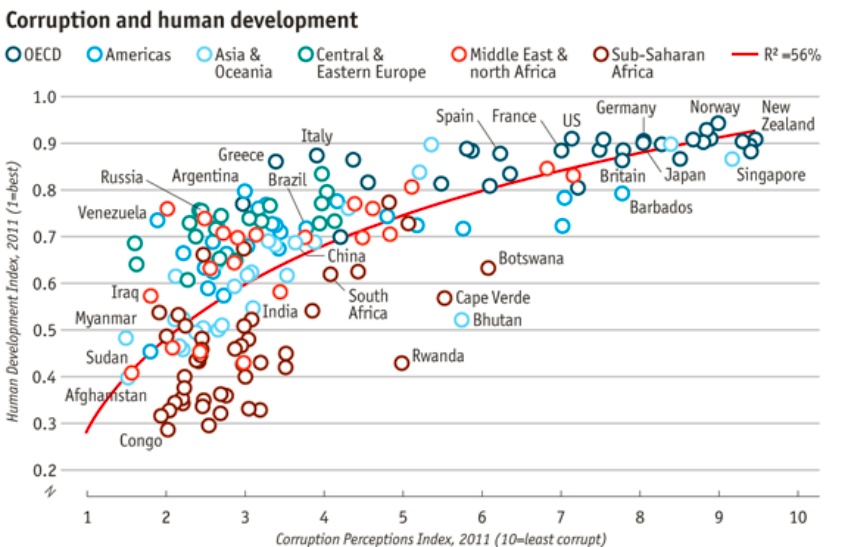 Corruption and human development
OECD
Americas
Asia &
Oceania
Central &
Eastern Europe
Middle East &
north Africa
Sub-Saharan
Africa
R² =56%
Human Development Index, 2011 (1=best)
1.0
0.9
0.8
0.7
0.6
0.5
0.4
0.3
0.2
Spain
France
US
Germany
Norway
New
Zealand
Greece
Italy
Russia
Argentina
Brazil
Britain
Japan
Singapore
Venezuela
Barbados
China
Botswana
Iraq
South
Africa
Cape Verde
Myanmar
India
Bhutan
Sudan
Rwanda
Afghanistan
Congo
1 2 3 4 5 6 7 8 9 10
Corruption Perceptions Index, 2011 (10=least corrupt)